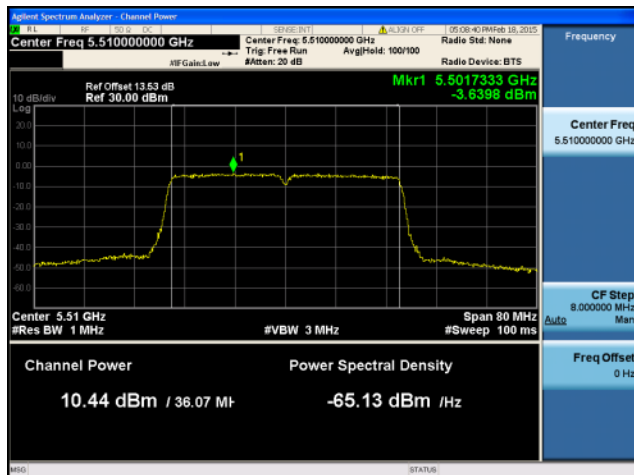 Agilent Spectrum Analyzer - Channel Power
RL RF 50 Ω DC SENSE:INT ALIGN OFF 05:08:40 PM Feb 18, 2015
Center Freq 5.510000000 GHz
Center Freq: 5.510000000 GHz
Radio Std: None
Trig: Free Run Avg|Hold: 100/100
#IFGain:Low #Atten: 20 dB Radio Device: BTS
Frequency
Mkr1 5.5017333 GHz
-3.6398 dBm
Ref Offset 13.53 dB
10 dB/div Ref 30.00 dBm
Log
20.0
10.0
0.00
-10.0
-20.0
-30.0
-40.0
-50.0
-60.0
1
Center 5.51 GHz Span 80 MHz
#Res BW 1 MHz #VBW 3 MHz #Sweep 100 ms
Channel Power Power Spectral Density
10.44 dBm / 36.07 MH -65.13 dBm /Hz
Center Freq
5.510000000 GHz
CF Step
8.000000 MHz
Auto Man
Freq Offset
0 Hz
MSG STATUS